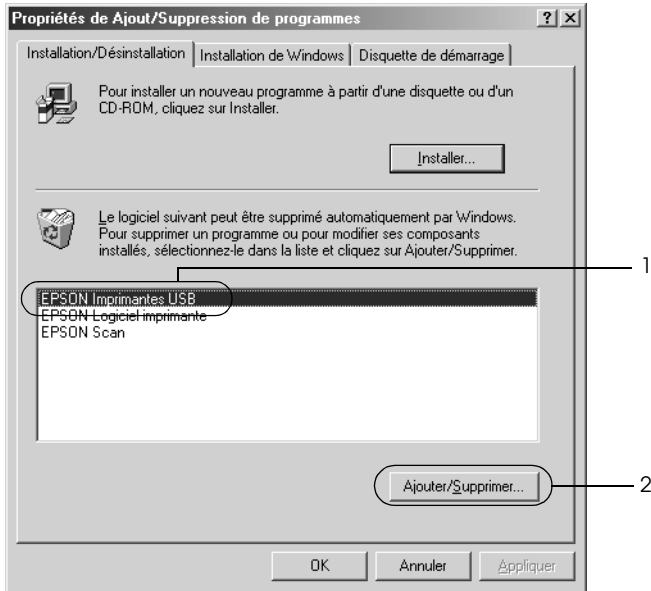 Propriétés de Ajout/Suppression de programmes
Installation/Désinstallation Installation de Windows Disquette de démarrage
Pour installer un nouveau programme à partir d'une disquette ou d'un
CD-ROM, cliquez sur Installer.
Installer...
Le logiciel suivant peut être supprimé automatiquement par Windows.
Pour supprimer un programme ou pour modifier ses composants
installés, sélectionnez-le dans la liste et cliquez sur Ajouter/Supprimer.
1
EPSON Imprimantes USB
EPSON Logiciel imprimante
EPSON Scan
Ajouter/Supprimer...
2
OK Annuler Appliquer